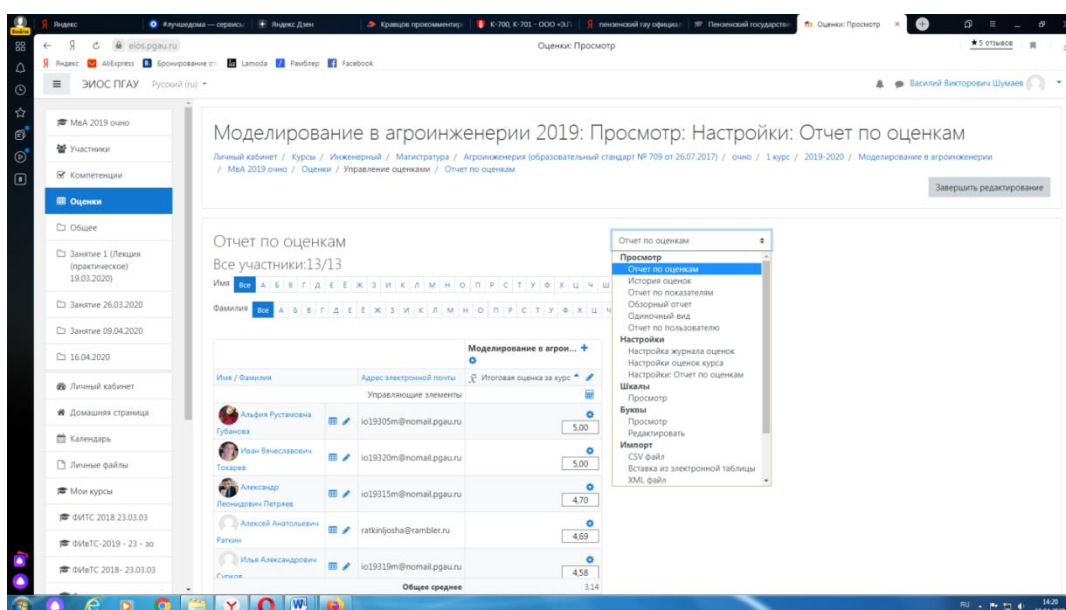 Войти
Яндекс
#лучшедома — сервисы
Яндекс Дзен
Кравцов прокомментир
К-700, К-701 - ООО «З.Г
пензенский гау официал
Пензенский государстве
Оценки: Просмотр
eios.pgau.ru
Оценки: Просмотр
★5 отзывов
Яндекс
AliExpress
Бронирование от
Lamoda
Рамблер
Facebook
ЭИОС ПГАУ
Русский (ru)
Василий Викторович Шумаев
МвА 2019 очно
Участники
Компетенции
Оценки
Общее
Занятие 1 (Лекция
(практическое)
19.03.2020)
Занятие 26.03.2020
Занятие 09.04.2020
16.04.2020
Личный кабинет
Домашняя страница
Календарь
Личные файлы
Мои курсы
ФИТС 2018 23.03.03
ФИвТС-2019 - 23 - зо
ФИвТС 2018- 23.03.03
Моделирование в агроинженерии 2019: Просмотр: Настройки: Отчет по оценкам
Личный кабинет / Курсы / Инженерный / Магистратура / Агроинженерия (образовательный стандарт № 709 от 26.07.2017) / очно / 1 курс / 2019-2020 / Моделирование в агроинженерии
/ МвА 2019 очно / Оценки / Управление оценками / Отчет по оценкам
Завершить редактирование
Отчет по оценкам
Все участники:13/13
Имя Все А Б В Г Д Е Ё Ж З И К Л М Н О П Р С Т У Ф Х Ц Ч Ш
Фамилия Все А Б В Г Д Е Ё Ж З И К Л М Н О П Р С Т У Ф Х Ц Ч
Моделирование в агрои...
Имя / Фамилия
Адрес электронной почты
Итоговая оценка за курс
Управляющие элементы
Альфия Рустамовна
Губанова
io19305m@nomail.pgau.ru
5,00
Иван Вячеславович
Токарев
io19320m@nomail.pgau.ru
5,00
Александр
Леонидович Петряев
io19315m@nomail.pgau.ru
4,70
Алексей Анатольевич
Раткин
ratkinljosha@rambler.ru
4,69
Илья Александрович
Сурков
io19319m@nomail.pgau.ru
4,58
Общее среднее
3,14
Отчет по оценкам
Просмотр
Отчет по оценкам
История оценок
Отчет по показателям
Обзорный отчет
Одиночный вид
Отчет по пользователю
Настройки
Настройка журнала оценок
Настройки оценок курса
Настройки: Отчет по оценкам
Шкалы
Просмотр
Буквы
Просмотр
Редактировать
Импорт
CSV файл
Вставка из электронной таблицы
XML файл
RU
14:20